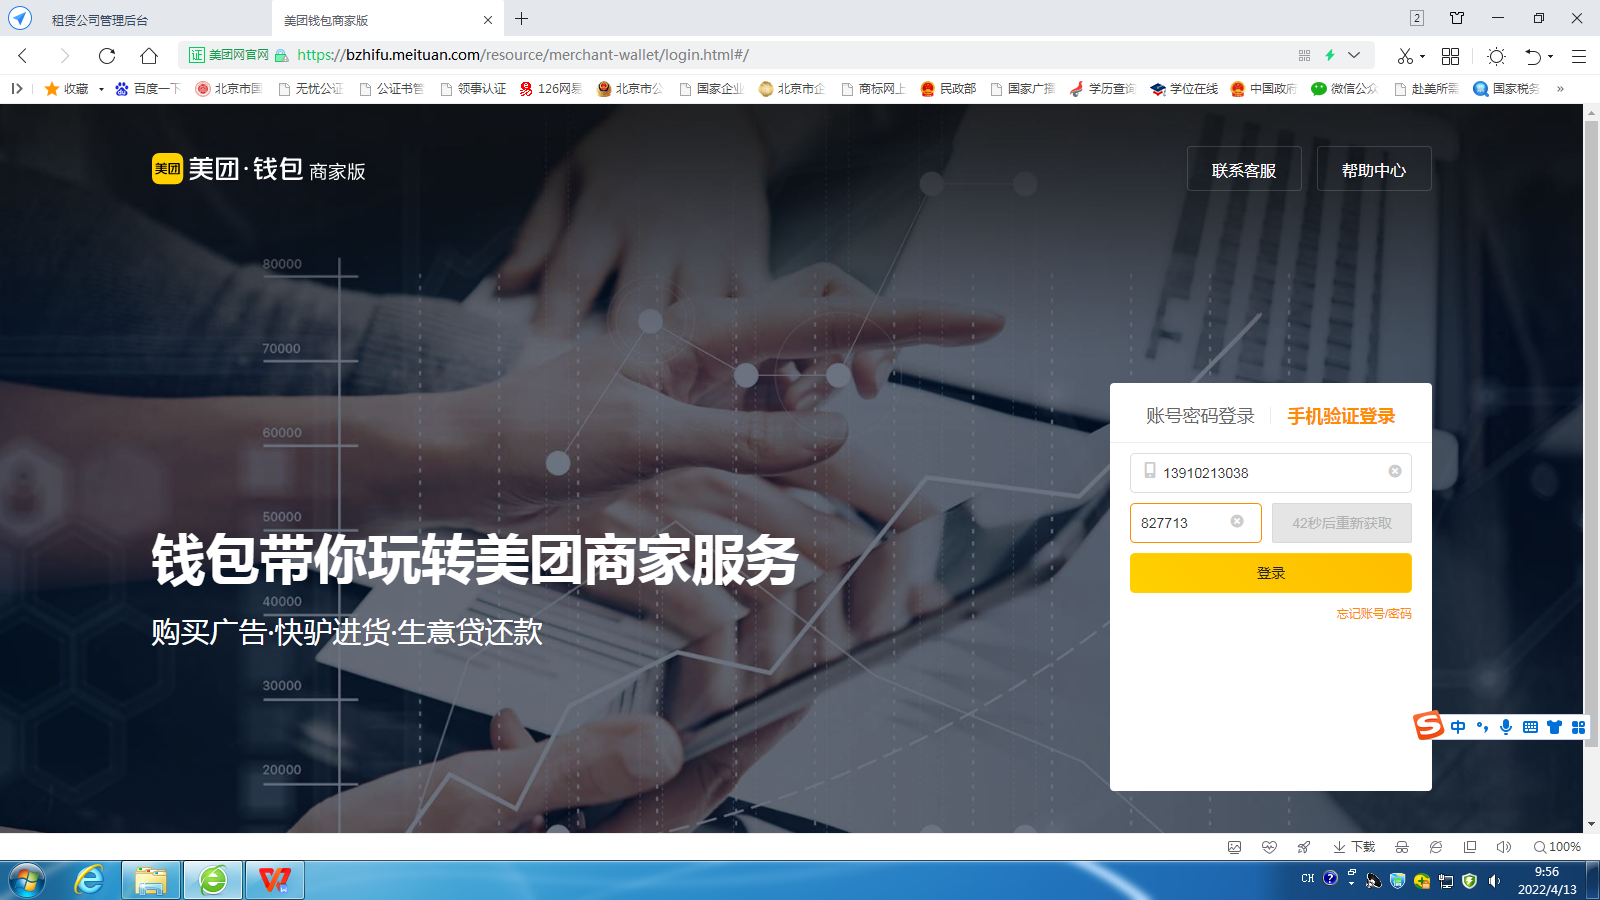 租赁公司管理后台
美团钱包商家版
2
证 美团网官网 https://bzhifu.meituan.com/resource/merchant-wallet/login.html#/
收藏 百度一下 北京市国 无忧公证 公证书管 领事认证 126网易 北京市公 国家企业 北京市企 商标网上 民政部 国家广播 学历查询 学位在线 中国政府 微信公众 赴美所需 国家税务 »
美团 美团·钱包 商家版
联系客服 帮助中心
80000
70000
60000
50000
40000
30000
20000
钱包带你玩转美团商家服务
购买广告·快驴进货·生意贷还款
账号密码登录 手机验证登录
13910213038
827713 42秒后重新获取
登录
忘记账号/密码
S 中
下载 100%
CH
9:56
2022/4/13